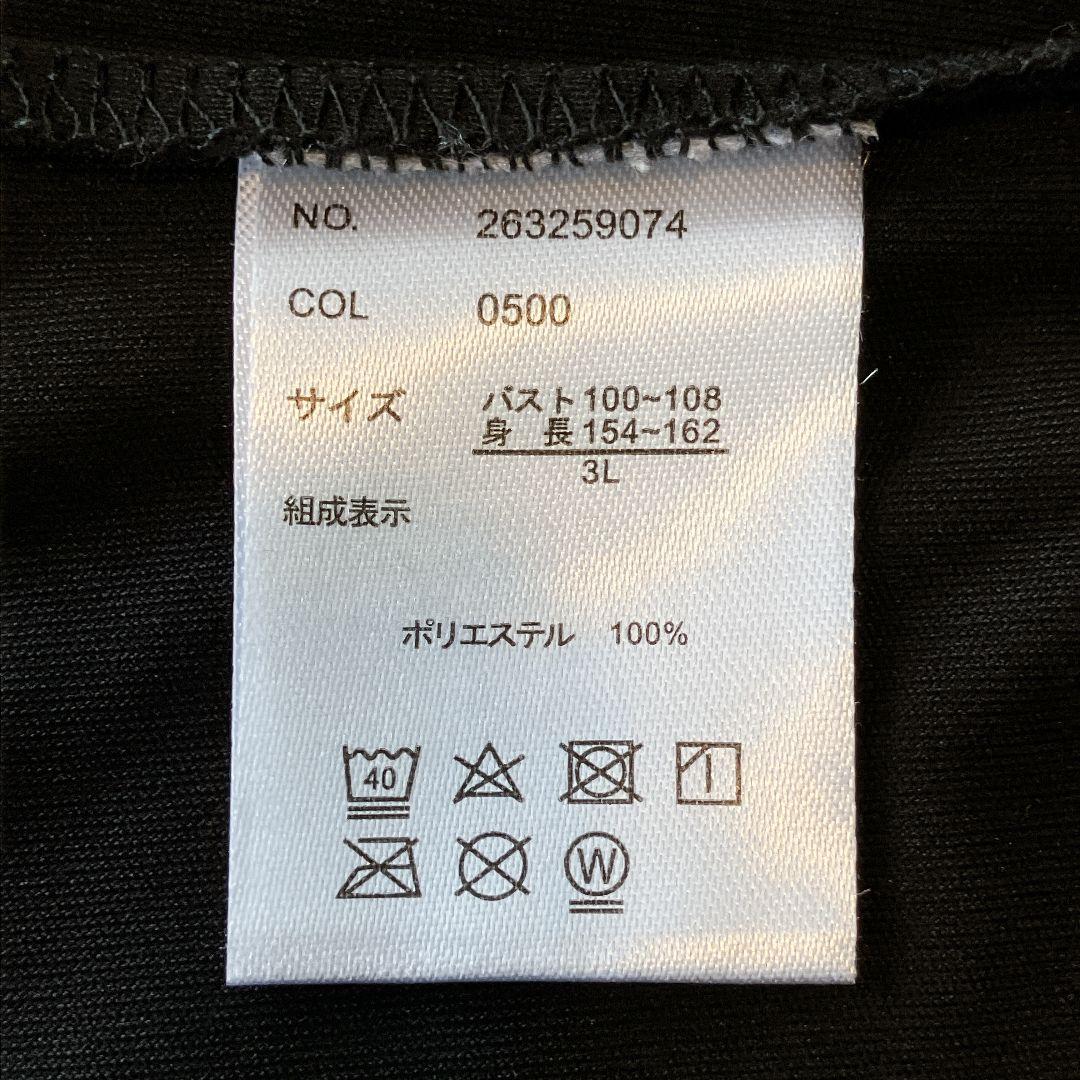 NO. 263259074
COL 0500
サイズ バスト100~108
身 長154~162
3L
組成表示
ポリエステル 100%
40
W